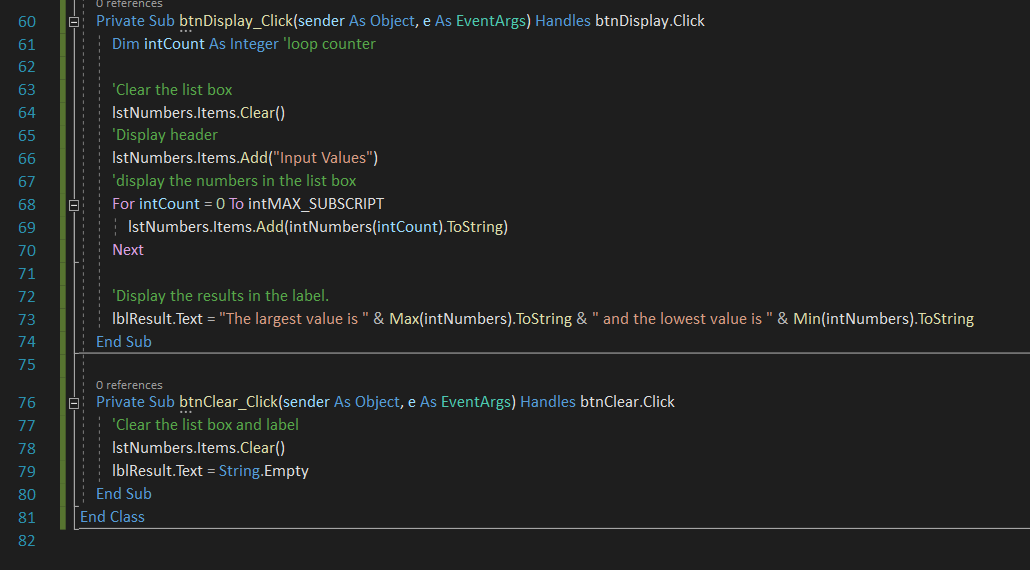 0 references
60 Private Sub btnDisplay_Click(sender As Object, e As EventArgs) Handles btnDisplay.Click
61 Dim intCount As Integer 'loop counter
62
63 'Clear the list box
64 lstNumbers.Items.Clear()
65 'Display header
66 lstNumbers.Items.Add("Input Values")
67 'display the numbers in the list box
68 For intCount = 0 To intMAX_SUBSCRIPT
69 lstNumbers.Items.Add(intNumbers(intCount).ToString)
70 Next
71
72 'Display the results in the label.
73 lblResult.Text = "The largest value is " & Max(intNumbers).ToString & " and the lowest value is " & Min(intNumbers).ToString
74 End Sub
75
0 references
76 Private Sub btnClear_Click(sender As Object, e As EventArgs) Handles btnClear.Click
77 'Clear the list box and label
78 lstNumbers.Items.Clear()
79 lblResult.Text = String.Empty
80 End Sub
81 End Class
82